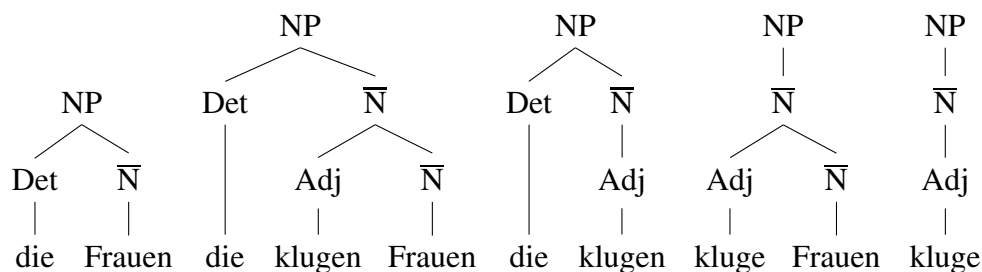 NP NP NP NP
NP Det N̅ Det N̅ N̅ N̅
Det N̅ Adj N̅ Adj Adj N̅ Adj
die Frauen die klugen Frauen die klugen kluge Frauen kluge